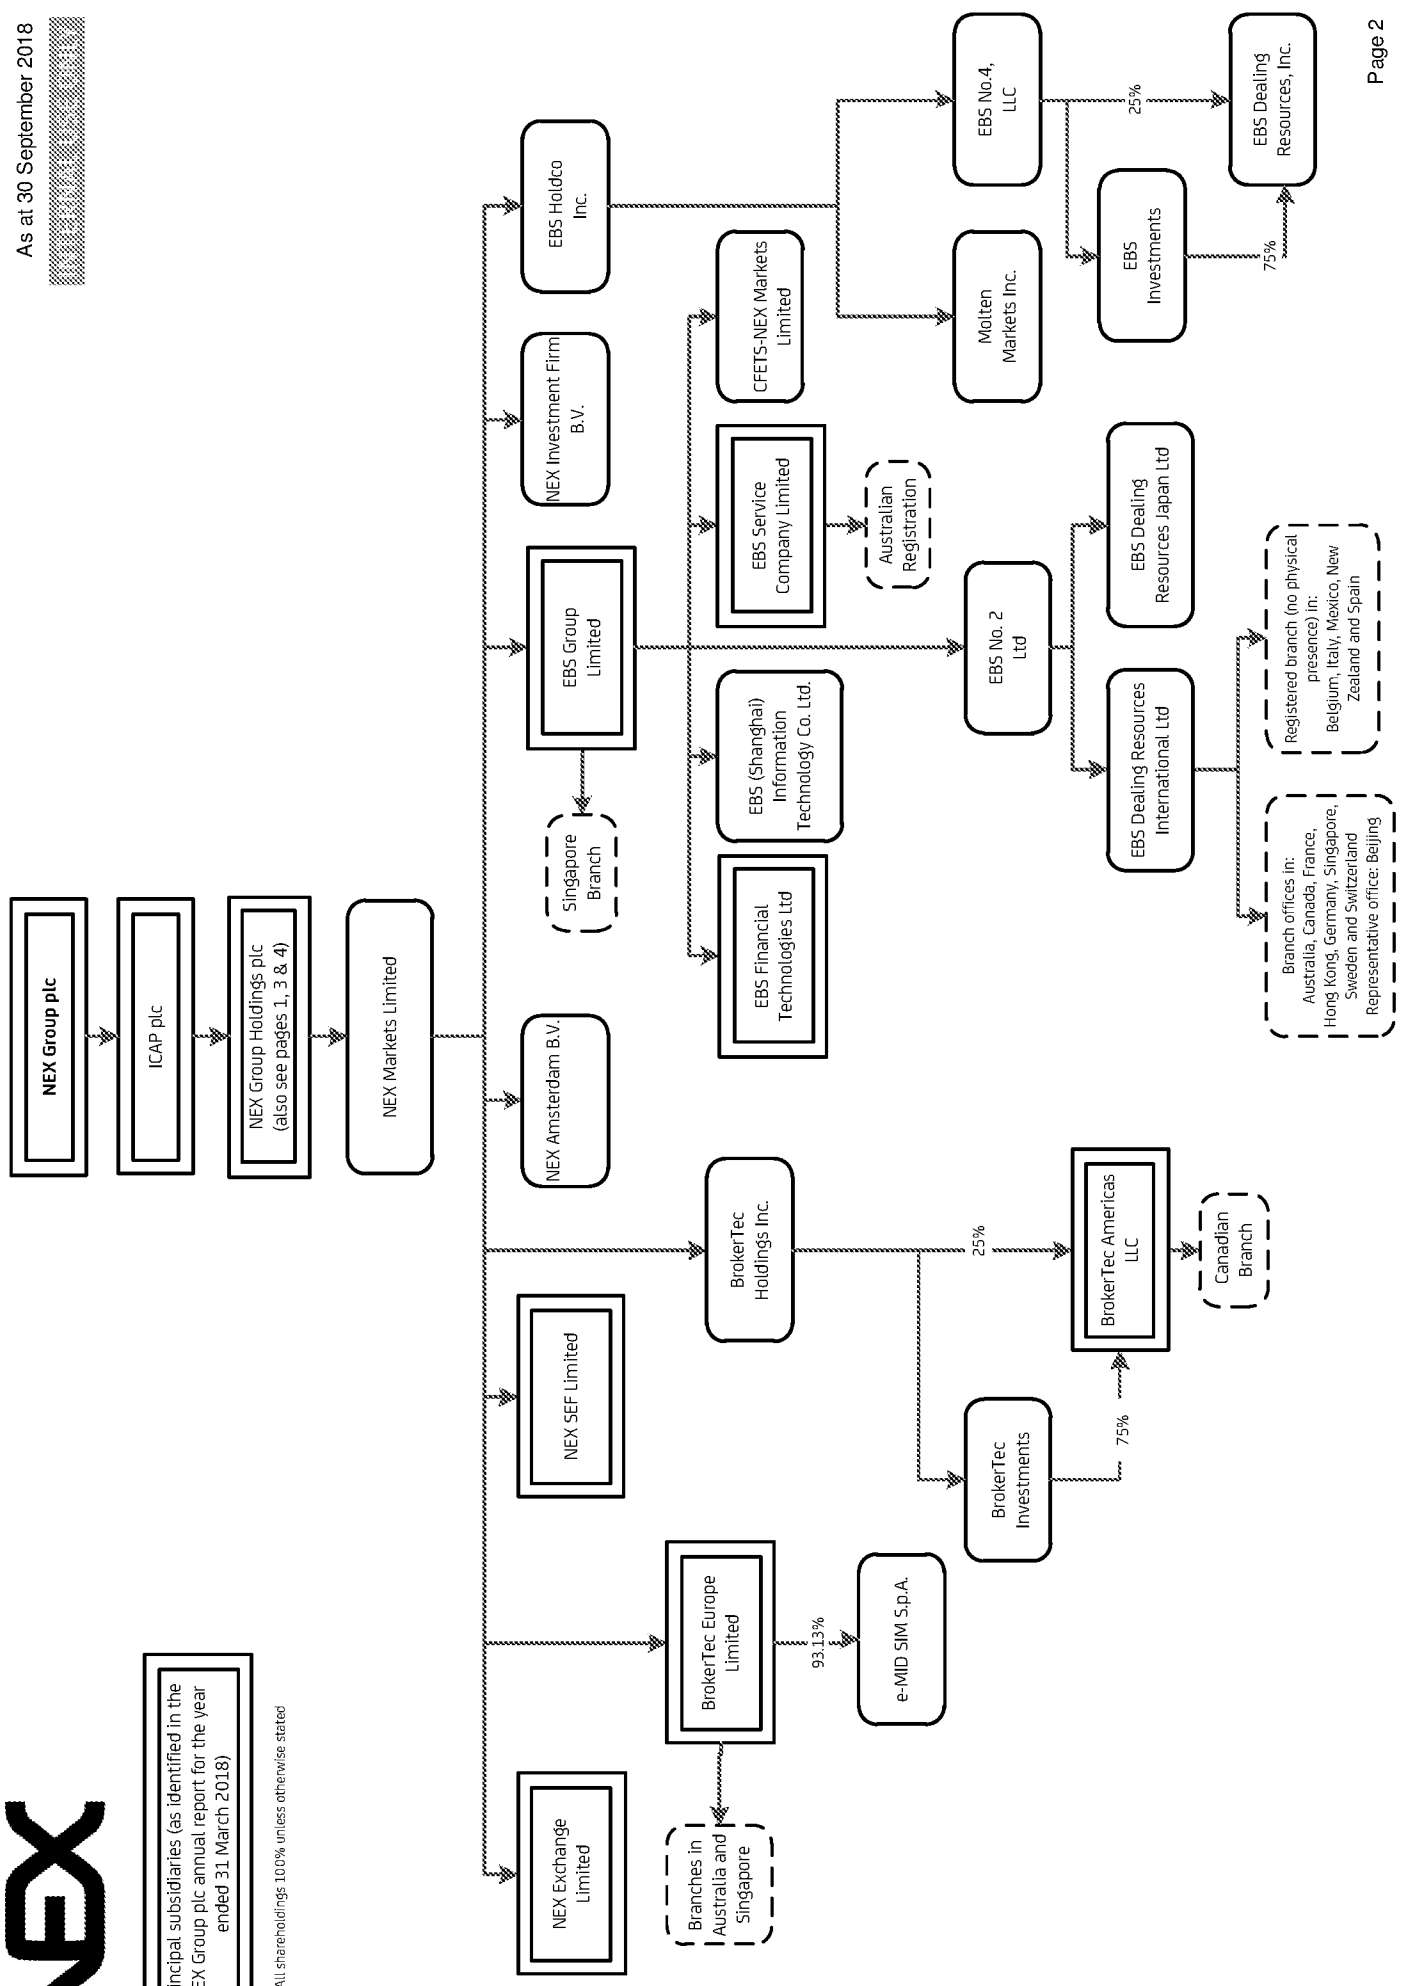 NEX
As at 30 September 2018
incipal subsidiaries (as identified in the
EX Group plc annual report for the year
ended 31 March 2018)
All shareholdings 100% unless otherwise stated
NEX Group plc
ICAP plc
NEX Group Holdings plc
(also see pages 1, 3 & 4)
NEX Markets Limited
NEX Exchange
Limited
BrokerTec Europe
Limited
Branches in
Australia and
Singapore
93.13%
e-MID SIM S.p.A.
NEX SEF Limited
BrokerTec
Holdings Inc.
BrokerTec
Investments
25%
75%
BrokerTec Americas
LLC
Canadian
Branch
NEX Amsterdam B.V.
EBS Group
Limited
Singapore
Branch
EBS Financial
Technologies Ltd
EBS (Shanghai)
Information
Technology Co. Ltd.
EBS Service
Company Limited
Australian
Registration
CFETS-NEX Markets
Limited
EBS No. 2
Ltd
EBS Dealing Resources
International Ltd
EBS Dealing
Resources Japan Ltd
Branch offices in:
Australia, Canada, France,
Hong Kong, Germany, Singapore,
Sweden and Switzerland
Representative office: Beijing
Registered branch (no physical
presence) in:
Belgium, Italy, Mexico, New
Zealand and Spain
NEX Investment Firm
B.V.
EBS Holdco
Inc.
Molten
Markets Inc.
EBS No.4,
LLC
EBS
Investments
25%
75%
EBS Dealing
Resources, Inc.
Page 2